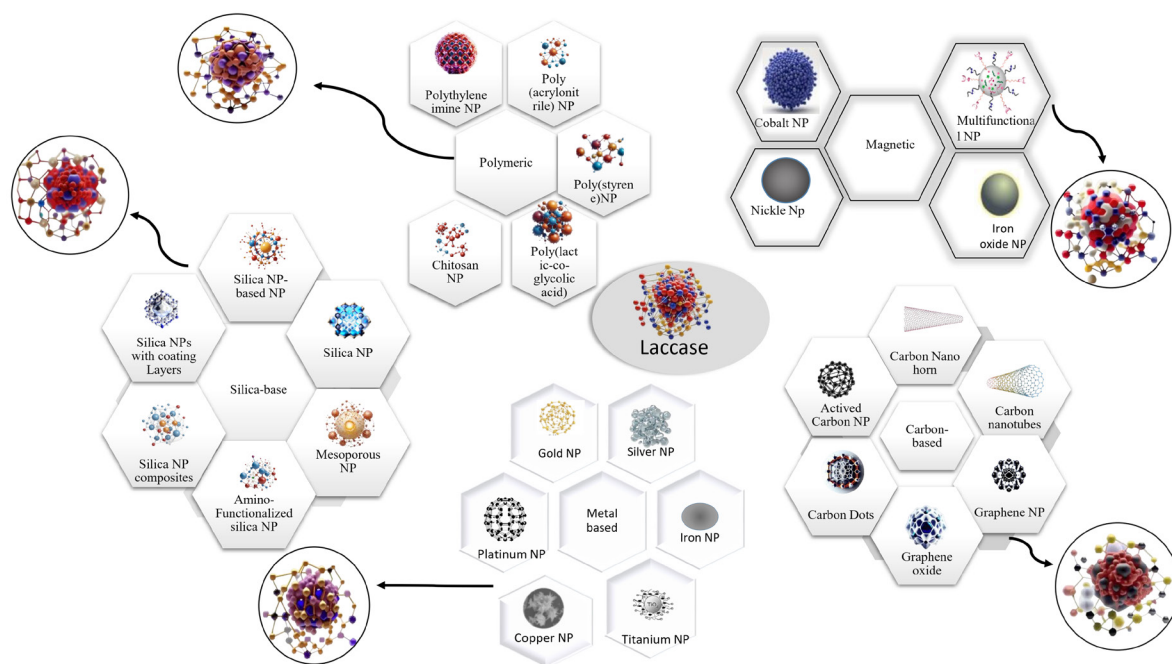 Polythylene
imine NP
Poly
(acrylonit
rile) NP
Polymeric
Poly(styren
e)NP
Chitosan
NP
Poly(lact
ic-co-
glycolic
acid)
Cobalt NP
Multifunctiona
l NP
Magnetic
Nickle Np
Iron
oxide NP
Silica NP-
based NP
Silica NPs
with coating
Layers
Silica NP
Silica-base
Silica NP
composites
Mesoporous
NP
Amino-
Functionalized
silica NP
Laccase
Gold NP
Silver NP
Platinum NP
Metal
based
Iron NP
Copper NP
TiO
Titanium NP
Carbon Nano
horn
Actived
Carbon NP
Carbon
nanotubes
Carbon-
based
Carbon Dots
Graphene NP
Graphene
oxide